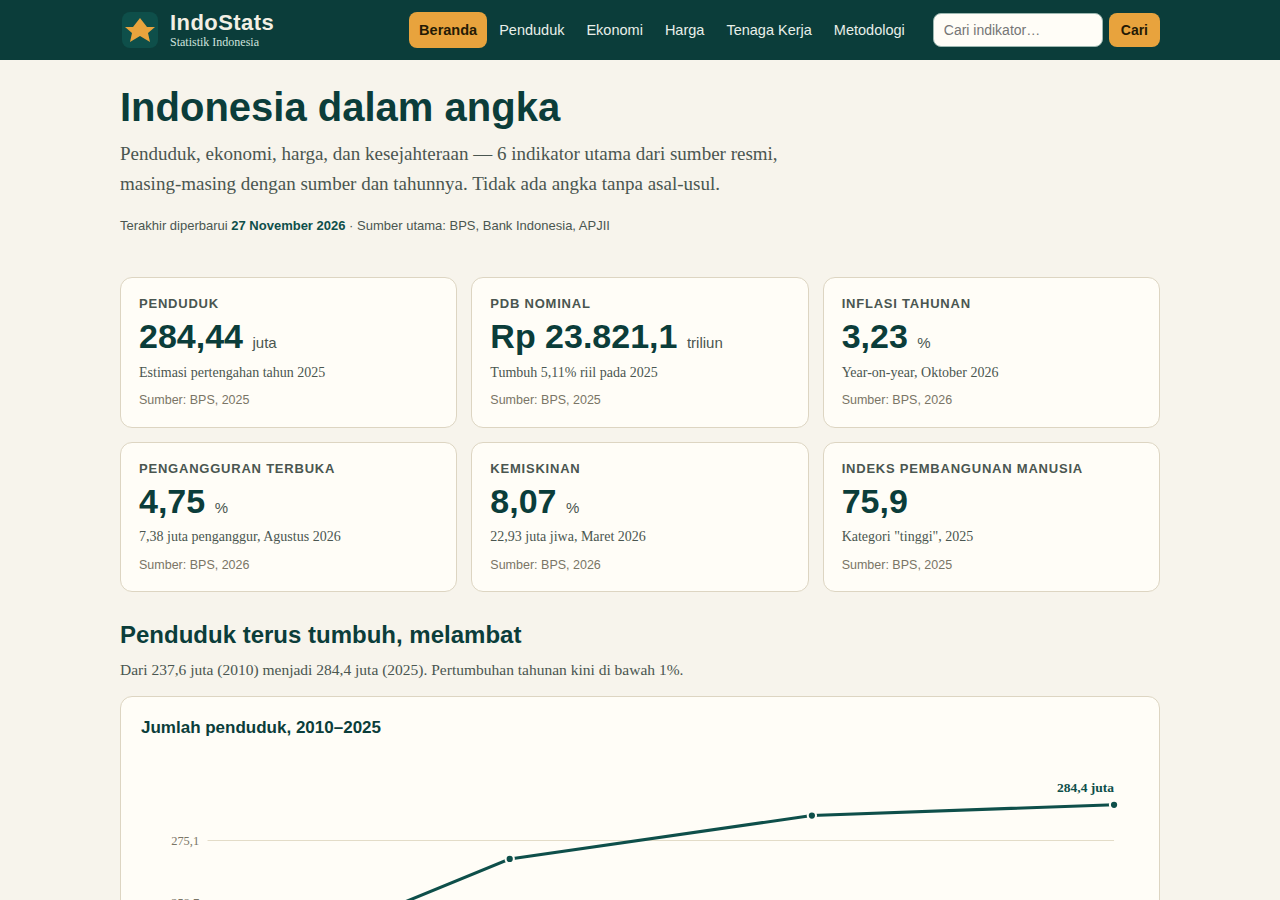 IndoStats
Statistik Indonesia
Beranda
Penduduk
Ekonomi
Harga
Tenaga Kerja
Metodologi
Cari indikator…
Cari
Indonesia dalam angka
Penduduk, ekonomi, harga, dan kesejahteraan — 6 indikator utama dari sumber resmi,
masing-masing dengan sumber dan tahunnya. Tidak ada angka tanpa asal-usul.
Terakhir diperbarui 27 November 2026 · Sumber utama: BPS, Bank Indonesia, APJII
PENDUDUK
284,44 juta
Estimasi pertengahan tahun 2025
Sumber: BPS, 2025
PDB NOMINAL
Rp 23.821,1 triliun
Tumbuh 5,11% riil pada 2025
Sumber: BPS, 2025
INFLASI TAHUNAN
3,23 %
Year-on-year, Oktober 2026
Sumber: BPS, 2026
PENGANGGURAN TERBUKA
4,75 %
7,38 juta penganggur, Agustus 2026
Sumber: BPS, 2026
KEMISKINAN
8,07 %
22,93 juta jiwa, Maret 2026
Sumber: BPS, 2026
INDEKS PEMBANGUNAN MANUSIA
75,9
Kategori "tinggi", 2025
Sumber: BPS, 2025
Penduduk terus tumbuh, melambat
Dari 237,6 juta (2010) menjadi 284,4 juta (2025). Pertumbuhan tahunan kini di bawah 1%.
Jumlah penduduk, 2010–2025
284,4 juta
275,1